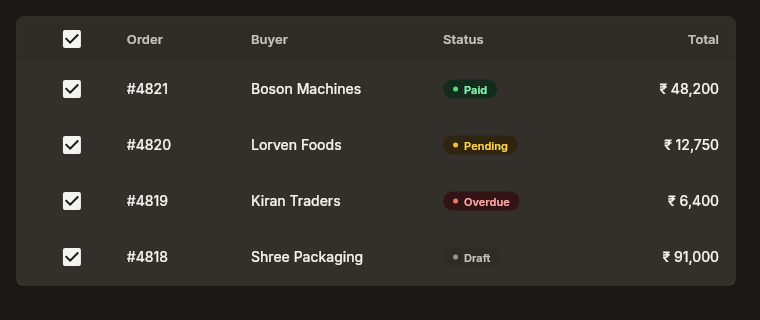 Order Buyer Status Total
#4821 Boson Machines Paid ₹ 48,200
#4820 Lorven Foods Pending ₹ 12,750
#4819 Kiran Traders Overdue ₹ 6,400
#4818 Shree Packaging Draft ₹ 91,000